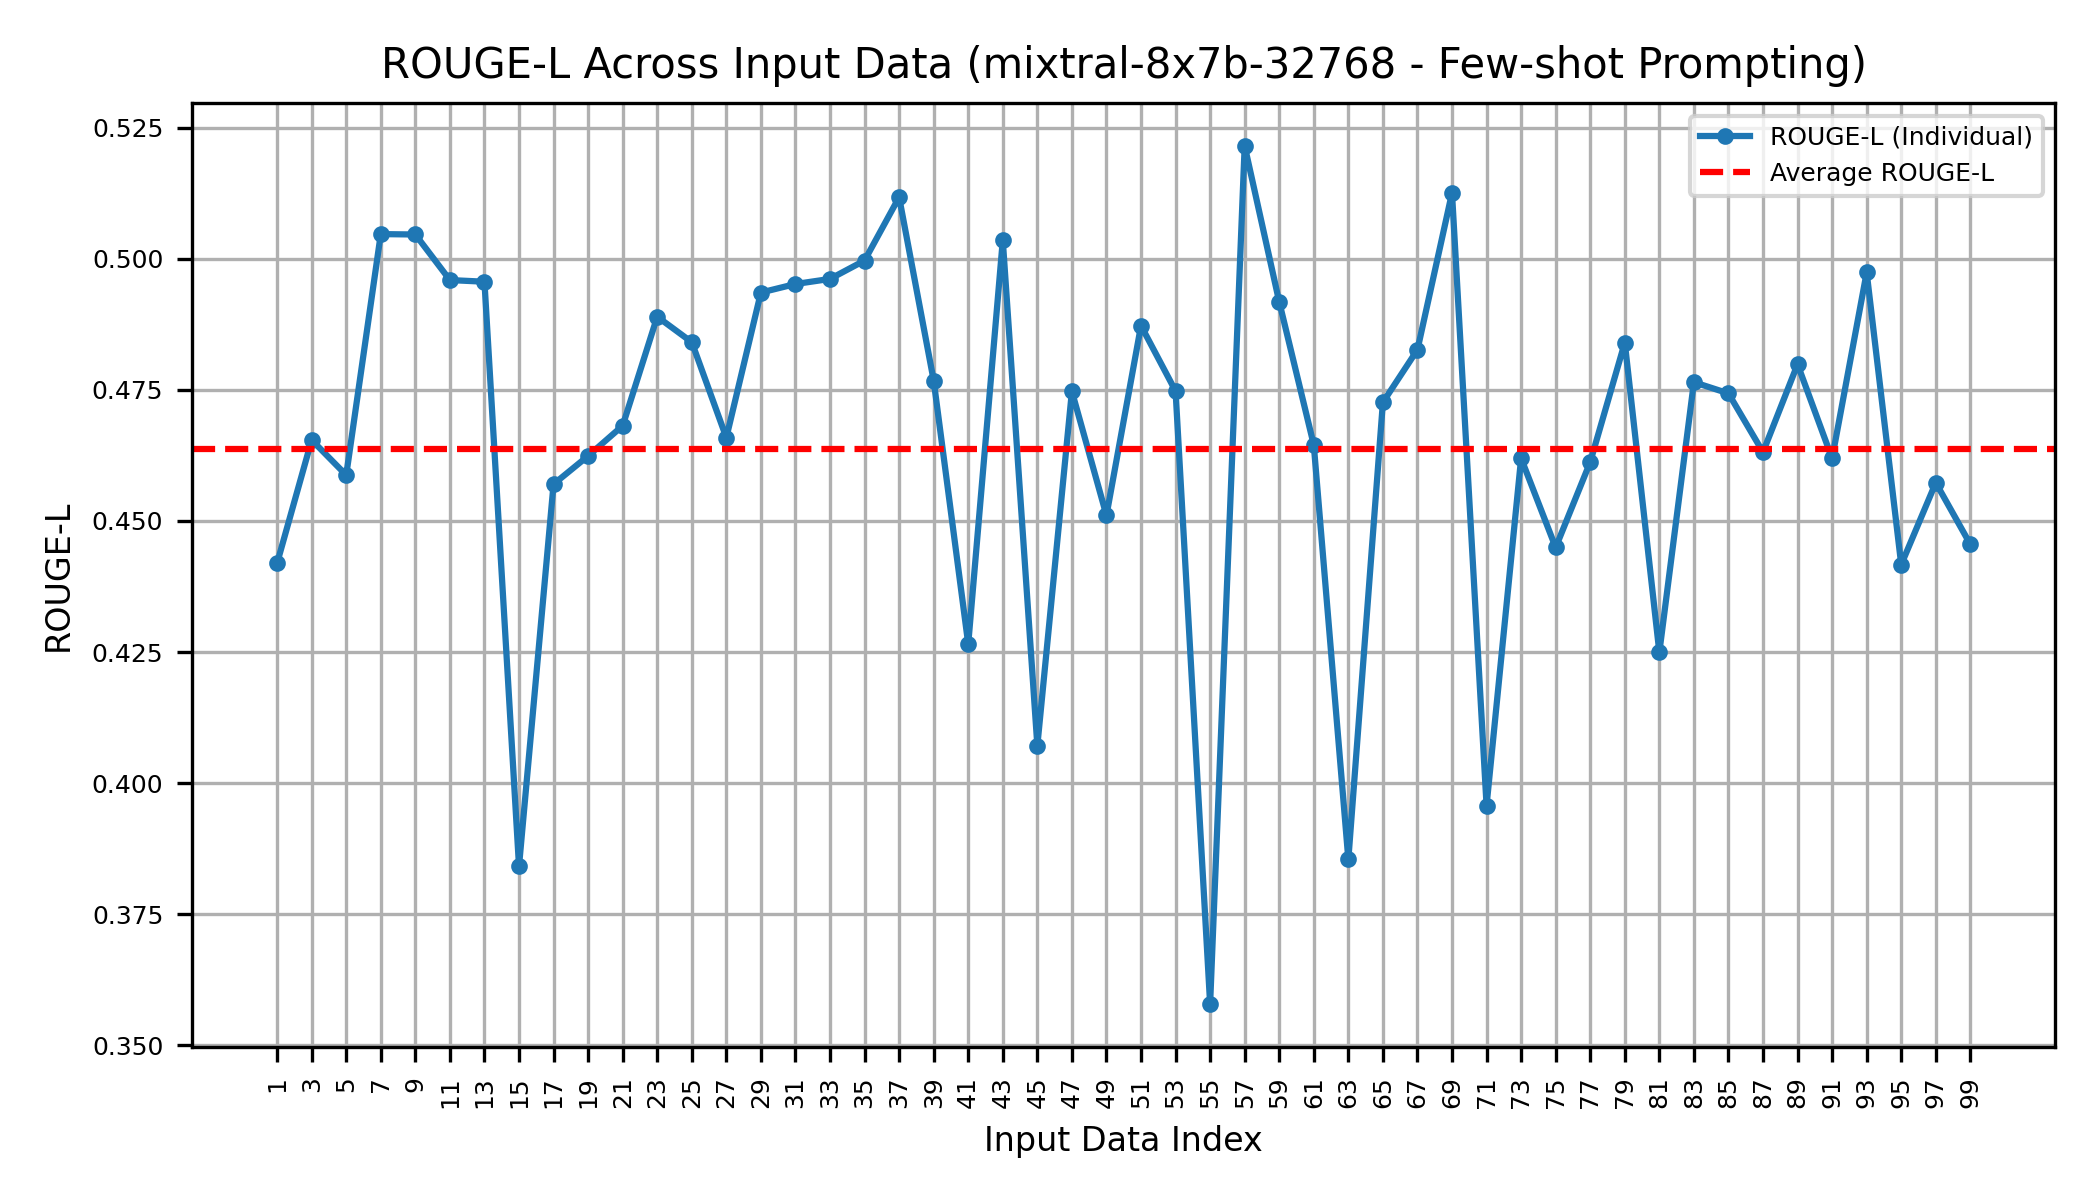 ROUGE-L Across Input Data (mixtral-8x7b-32768 - Few-shot Prompting)
ROUGE-L (Individual)
Average ROUGE-L
0.525
0.500
0.475
0.450
0.425
0.400
0.375
0.350
ROUGE-L
1 3 5 7 9 11 13 15 17 19 21 23 25 27 29 31 33 35 37 39 41 43 45 47 49 51 53 55 57 59 61 63 65 67 69 71 73 75 77 79 81 83 85 87 89 91 93 95 97 99
Input Data Index